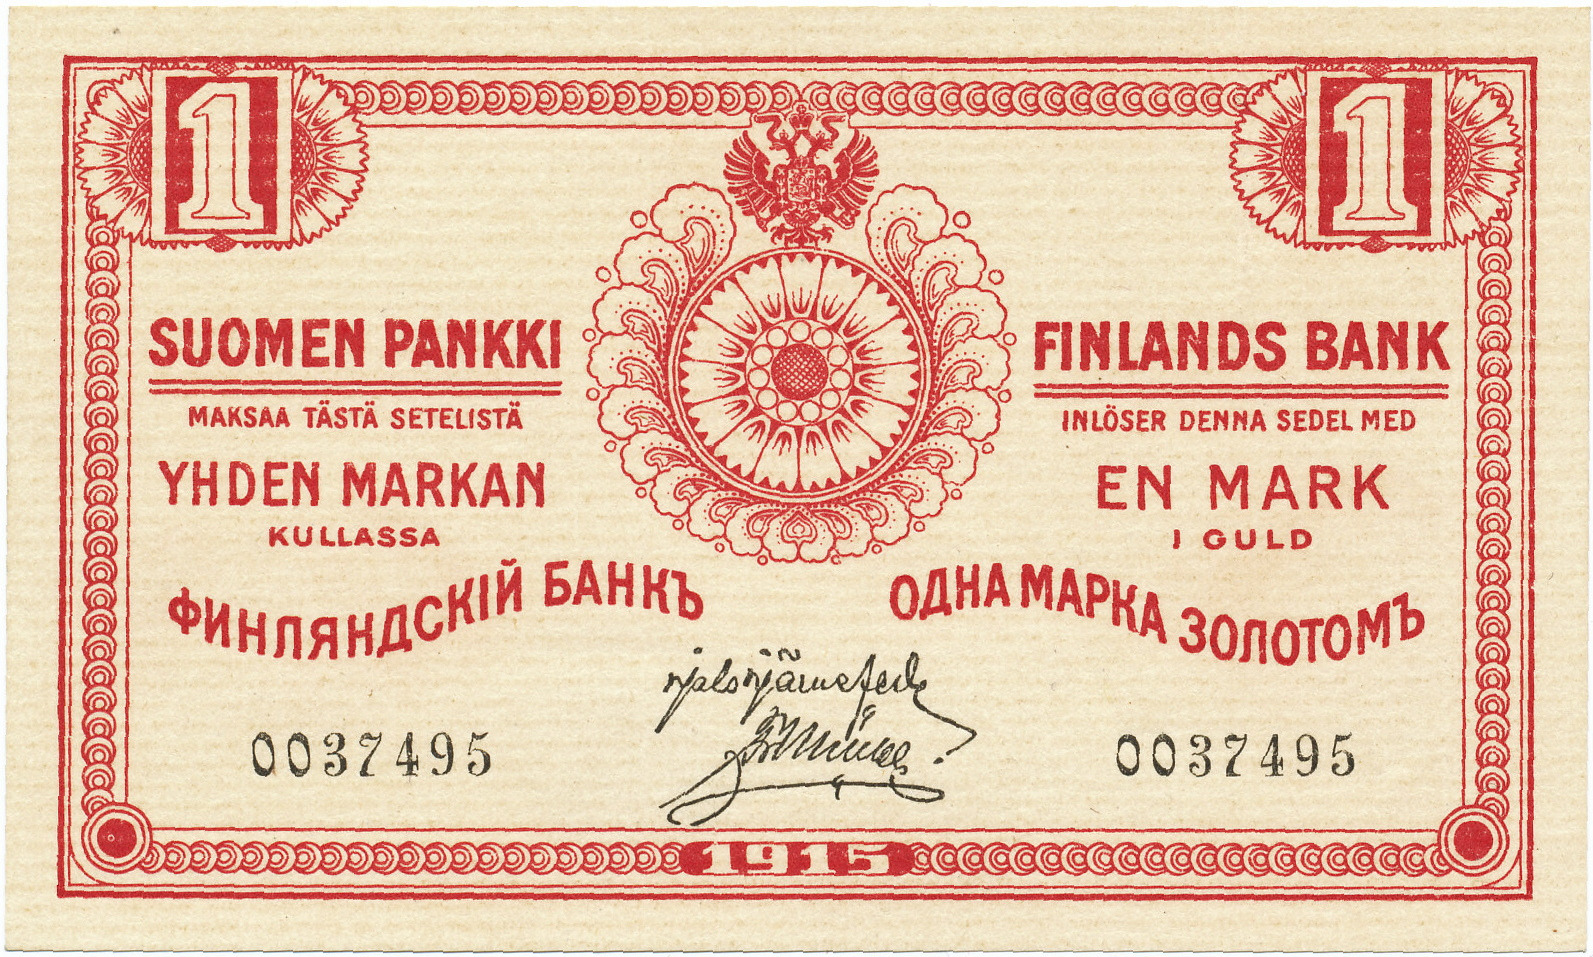 1 1
SUOMEN PANKKI
MAKSAA TÄSTÄ SETELISTÄ
YHDEN MARKAN
KULLASSA
FINLANDS BANK
INLÖSER DENNA SEDEL MED
EN MARK
I GULD
ФИНЛЯНДСКІЙ БАНКЪ
ОДНА МАРКА ЗОЛОТОМЪ
0037495 0037495
1915